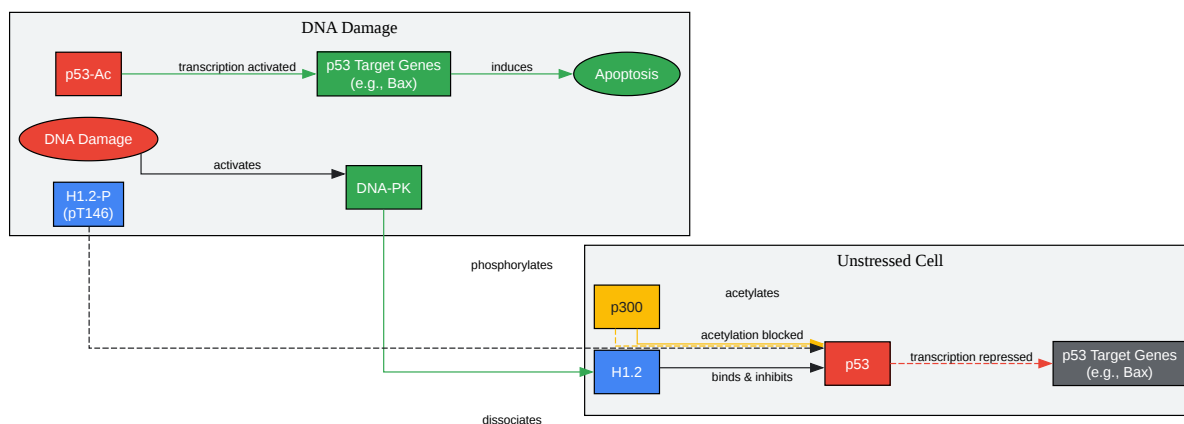 DNA Damage
p53-Ac
transcription activated
p53 Target Genes
(e.g., Bax)
induces
Apoptosis
DNA Damage
activates
DNA-PK
H1.2-P
(pT146)
phosphorylates
Unstressed Cell
p300
acetylates
acetylation blocked
H1.2
binds & inhibits
p53
transcription repressed
p53 Target Genes
(e.g., Bax)
dissociates